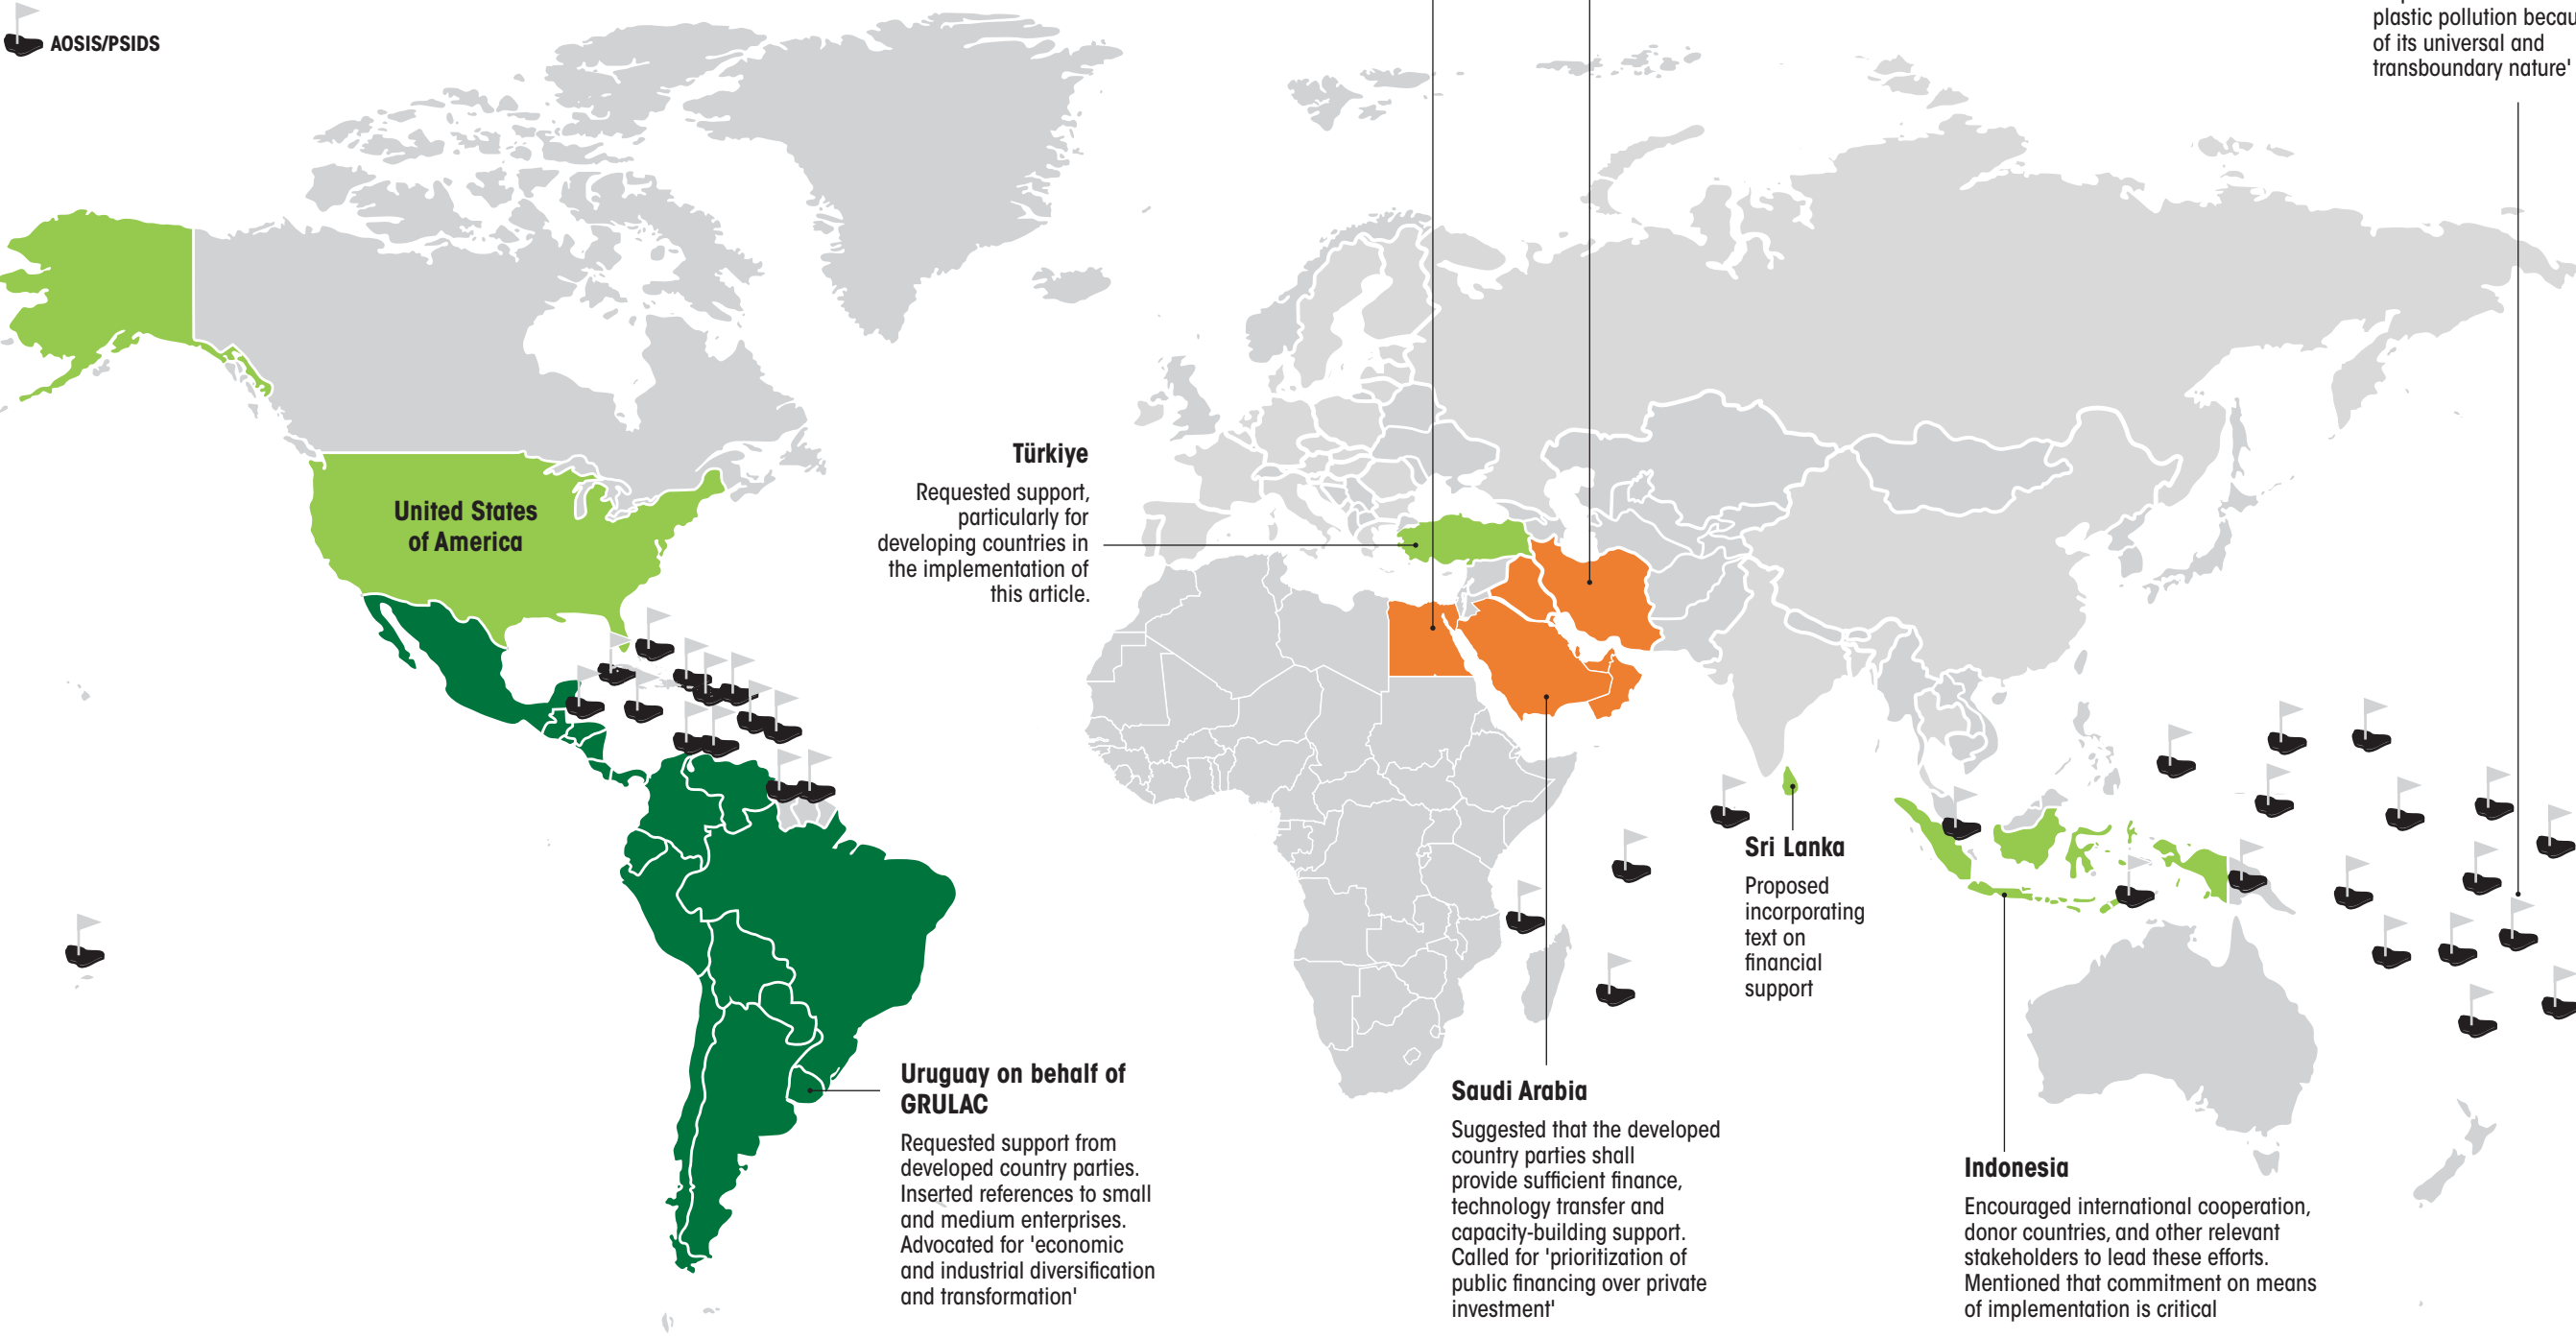 AOSIS/PSIDS
plastic pollution
of its universal and
transboundary nature'
Türkiye
Requested support,
particularly for
developing countries in
the implementation of
this article.
United States
of America
Sri Lanka
Proposed
incorporating
text on
financial
support
Uruguay on behalf of
GRULAC
Requested support from
developed country parties.
Inserted references to small
and medium enterprises.
Advocated for 'economic
and industrial diversification
and transformation'
Saudi Arabia
Suggested that the developed
country parties shall
provide sufficient finance,
technology transfer and
capacity-building support.
Called for 'prioritization of
public financing over private
investment'
Indonesia
Encouraged international cooperation,
donor countries, and other relevant
stakeholders to lead these efforts.
Mentioned that commitment on means
of implementation is critical